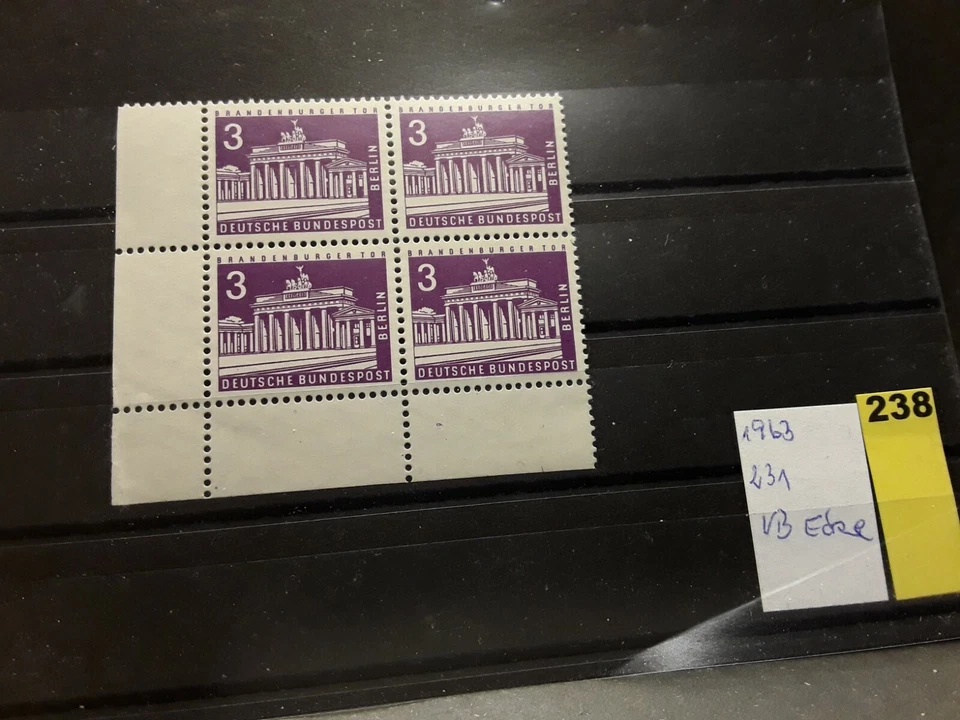 BRANDENBURGER TOR
3
BERLIN
DEUTSCHE BUNDESPOST
BRANDENBURGER TOR
3
BERLIN
DEUTSCHE BUNDESPOST
BRANDENBURGER TOR
3
BERLIN
DEUTSCHE BUNDESPOST
BRANDENBURGER TOR
3
BERLIN
DEUTSCHE BUNDESPOST
1963
231
VB Ecke
238